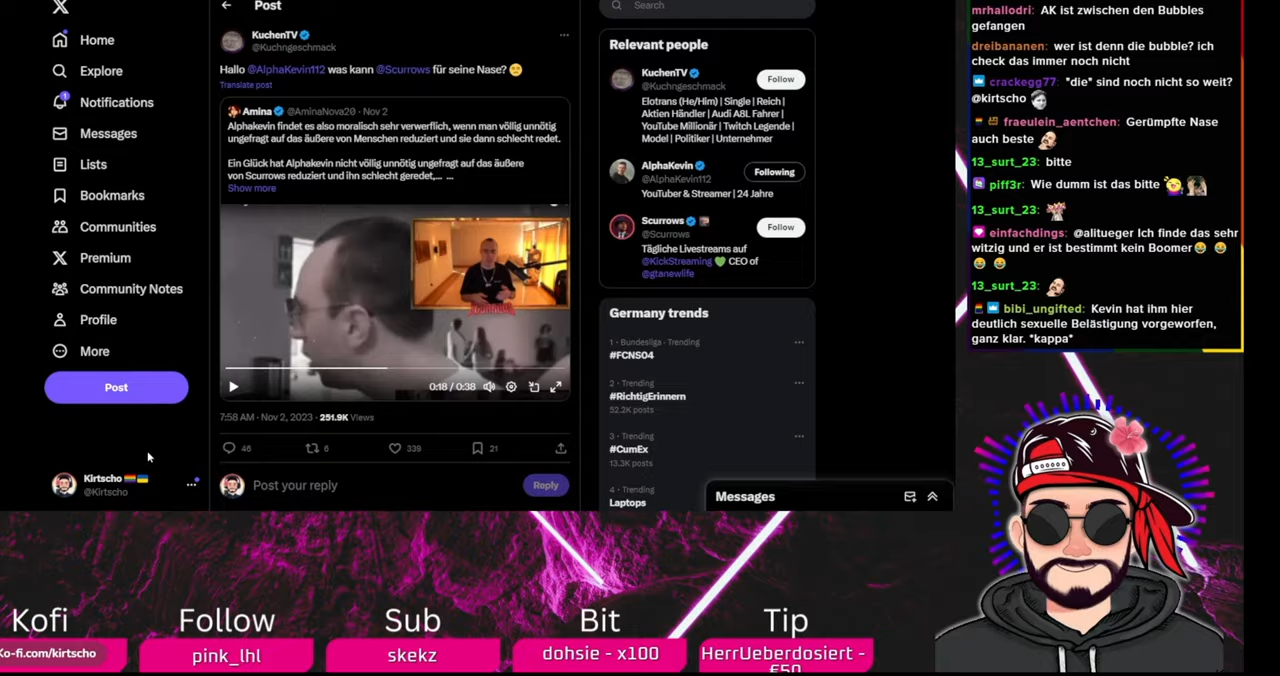 Home
Explore
1
Notifications
Messages
Lists
Bookmarks
Communities
Premium
Community Notes
Profile
More
Post
Kirtscho
@Kirtscho
Post
KuchenTV
@Kuchngeschmack
Hallo @AlphaKevin112 was kann @Scurrows für seine Nase?
Translate post
Amina @AminaNova20 · Nov 2
Alphakevin findet es also moralisch sehr verwerflich, wenn man völlig unnötig
ungefragt auf das äußere von Menschen reduziert und sie dann schlecht redet.
Ein Glück hat Alphakevin nicht völlig unnötig ungefragt auf das äußere
von Scurrows reduziert und ihn schlecht geredet,... ...
Show more
0:18 / 0:38
7:58 AM · Nov 2, 2023 · 251.9K Views
46
6
339
21
Post your reply
Reply
Search
Relevant people
KuchenTV
@Kuchngeschmack
Follow
Elotrans (He/Him) | Single | Reich |
Aktien Händler | Audi A8L Fahrer |
YouTube Millionär | Twitch Legende |
Model | Politiker | Unternehmer
AlphaKevin
@AlphaKevin112
Following
YouTuber & Streamer | 24 Jahre
Scurrows
@Scurrows
Follow
Tägliche Livestreams auf
@KickStreaming CEO of
@gtanewlife
Germany trends
1 · Bundesliga · Trending
#FCNS04
2 · Trending
#RichtigErinnern
52.2K posts
3 · Trending
#CumEx
13.3K posts
4 · Trending
Laptops
Messages
mrhallodri: AK ist zwischen den Bubbles
gefangen
dreibananen: wer ist denn die bubble? ich
check das immer noch nicht
crackegg77: "die" sind noch nicht so weit?
@kirtscho
fraeulein_aentchen: Gerümpfte Nase
auch beste
13_surt_23: bitte
piff3r: Wie dumm ist das bitte
13_surt_23:
einfachdings: @alitueger Ich finde das sehr
witzig und er ist bestimmt kein Boomer
13_surt_23:
bibi_ungifted: Kevin hat ihm hier
deutlich sexuelle Belästigung vorgeworfen,
ganz klar. *kappa*
Kofi
Ko-fi.com/kirtscho
Follow
pink_lhl
Sub
skekz
Bit
dohsie - x100
Tip
HerrUeberdosiert -
€50